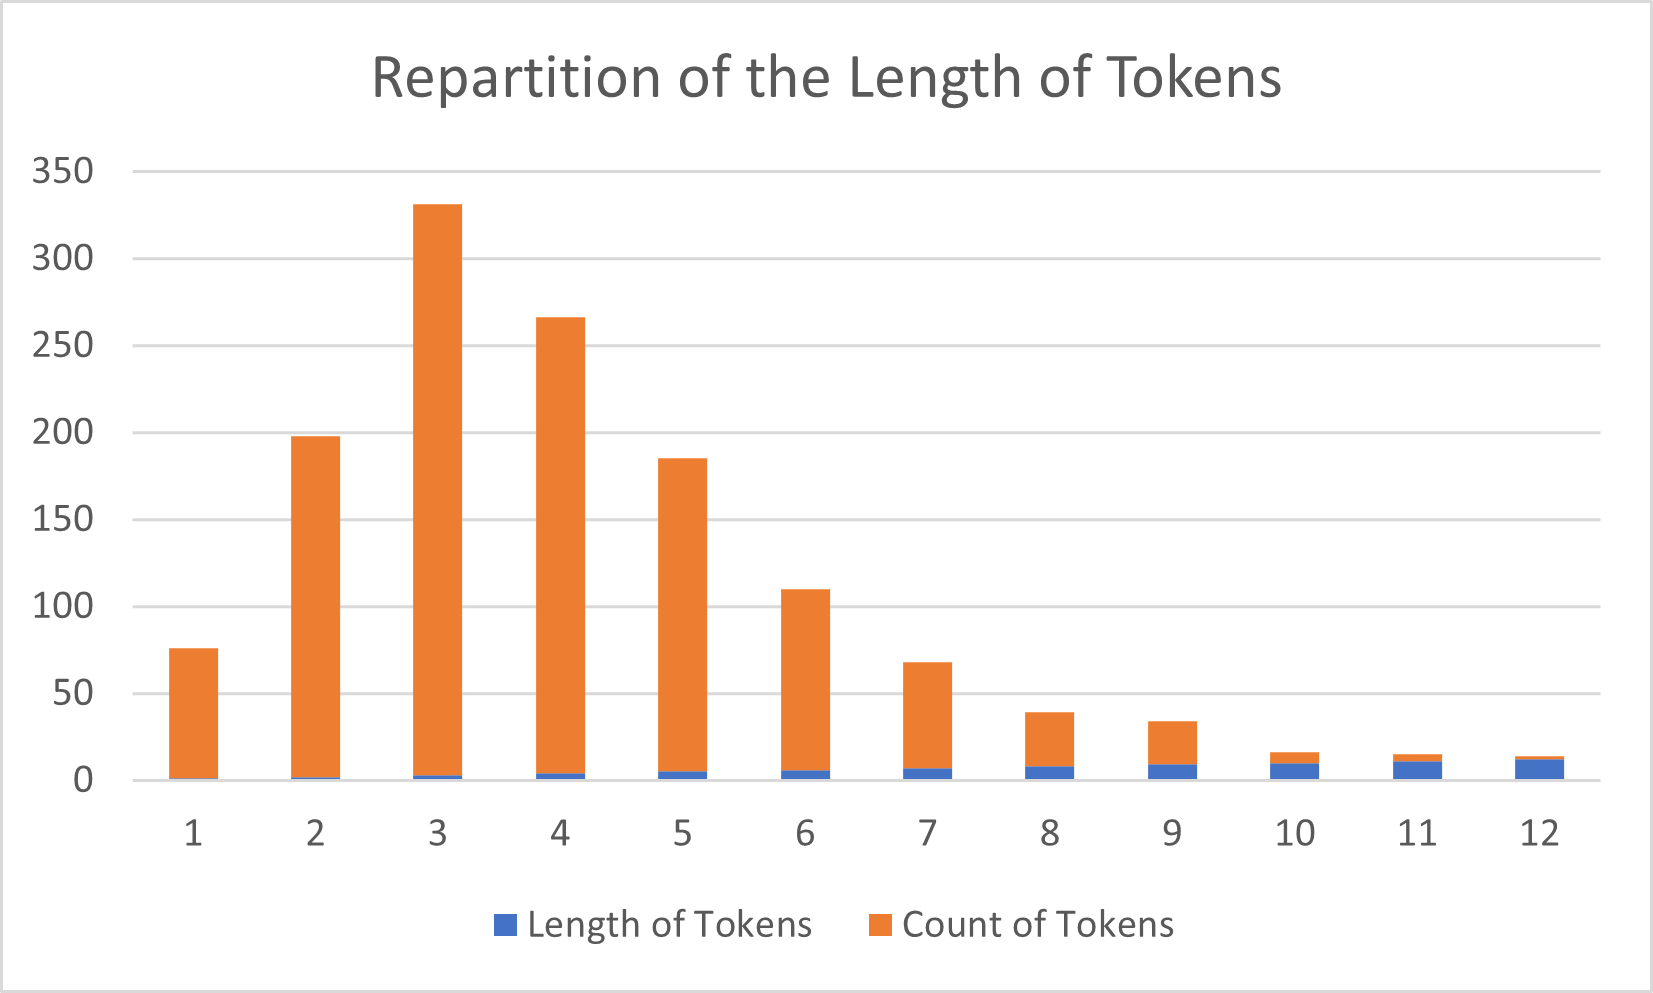 Repartition of the Length of Tokens
350
300
250
200
150
100
50
0
1 2 3 4 5 6 7 8 9 10 11 12
Length of Tokens Count of Tokens